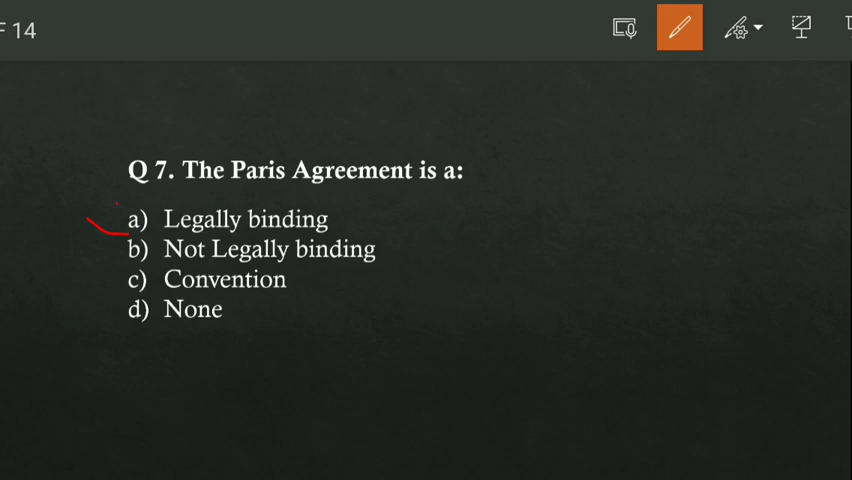 F 14
Q 7. The Paris Agreement is a:
a) Legally binding
b) Not Legally binding
c) Convention
d) None